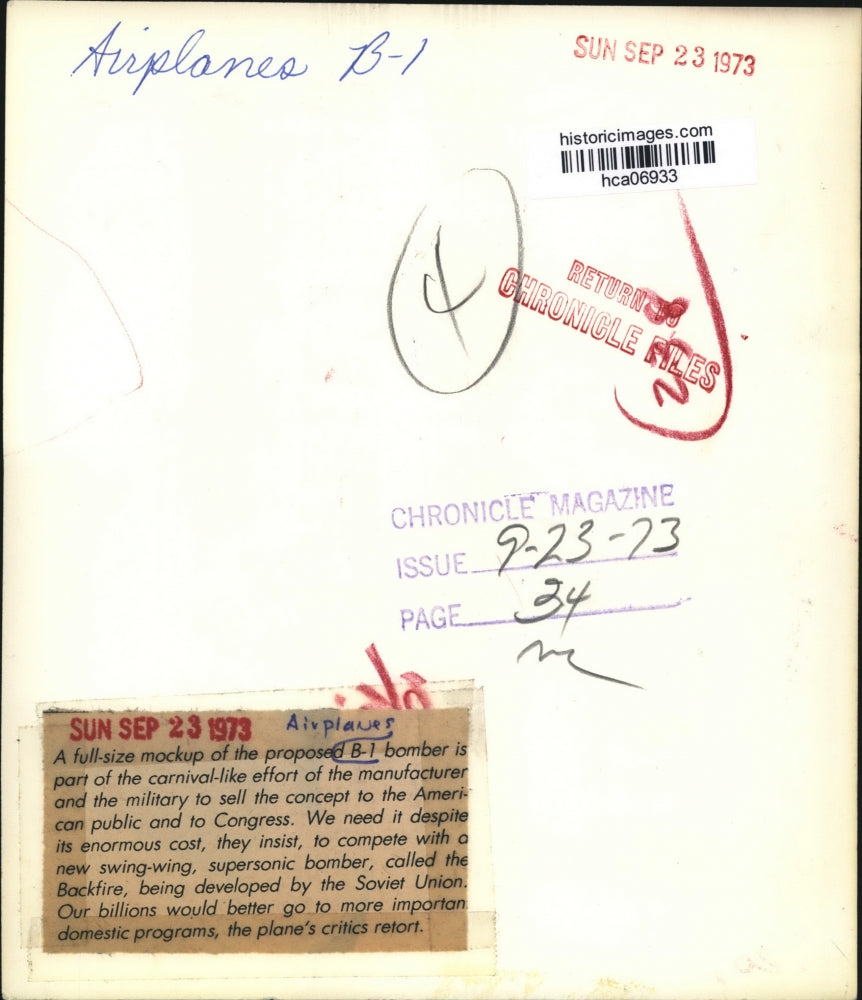 Airplanes B-1
SUN SEP 23 1973
historicimages.com
hca06933
4
RETURN TO
CHRONICLE FILES
CHRONICLE MAGAZINE
ISSUE 9-23-73
PAGE 34
SUN SEP 23 1973 Airplanes
A full-size mockup of the proposed B-1 bomber is
part of the carnival-like effort of the manufacturer
and the military to sell the concept to the Ameri-
can public and to Congress. We need it despite
its enormous cost, they insist, to compete with a
new swing-wing, supersonic bomber, called the
Backfire, being developed by the Soviet Union.
Our billions would better go to more importan
domestic programs, the plane's critics retort.